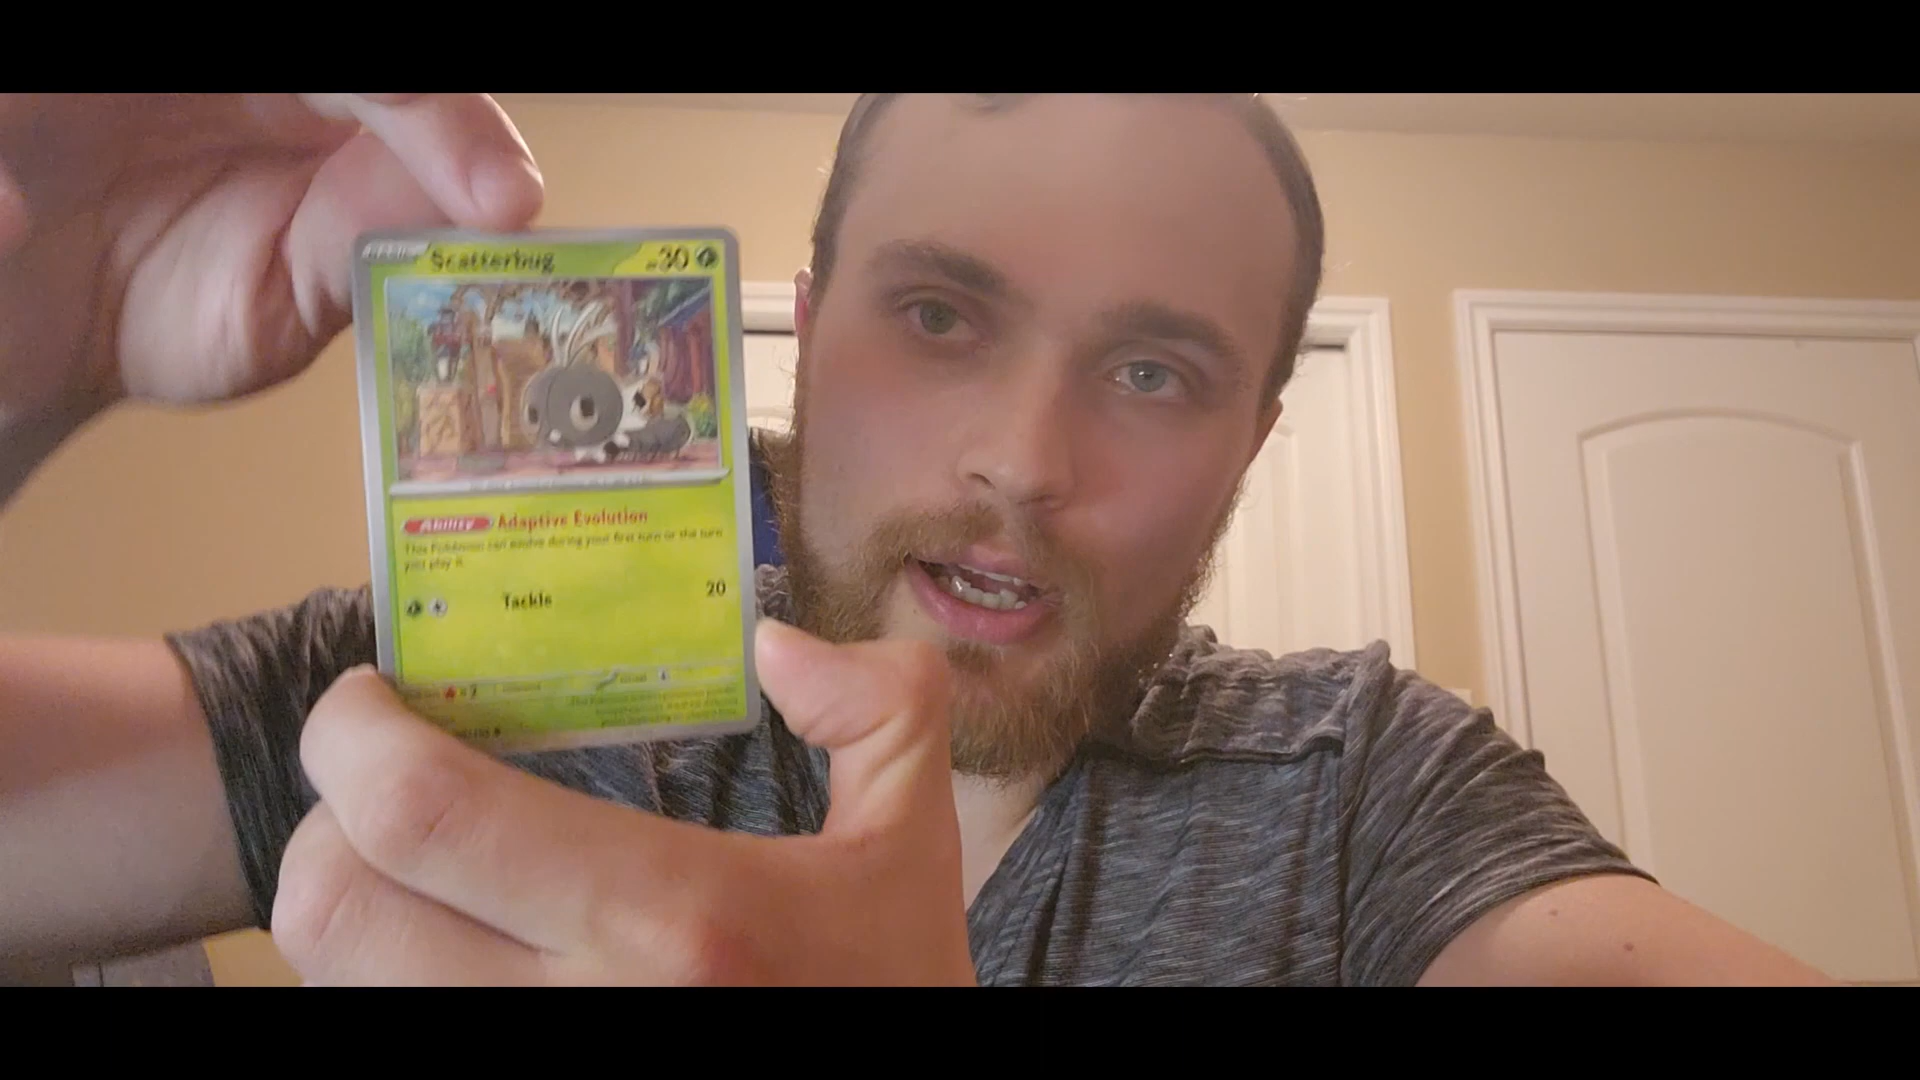 Scatterbug
30
Ability Adaptive Evolution
This Pokémon can evolve during your first turn or the turn
you play it.
Tackle
20